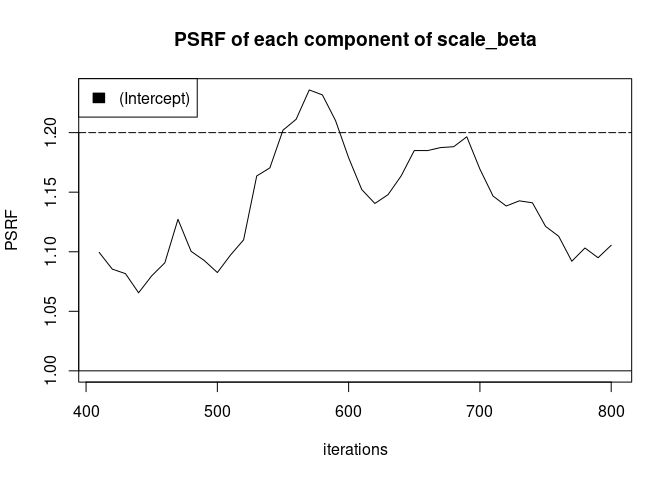 PSRF of each component of scale_beta
(Intercept)
PSRF
1.20
1.15
1.10
1.05
1.00
400 500 600 700 800
iterations